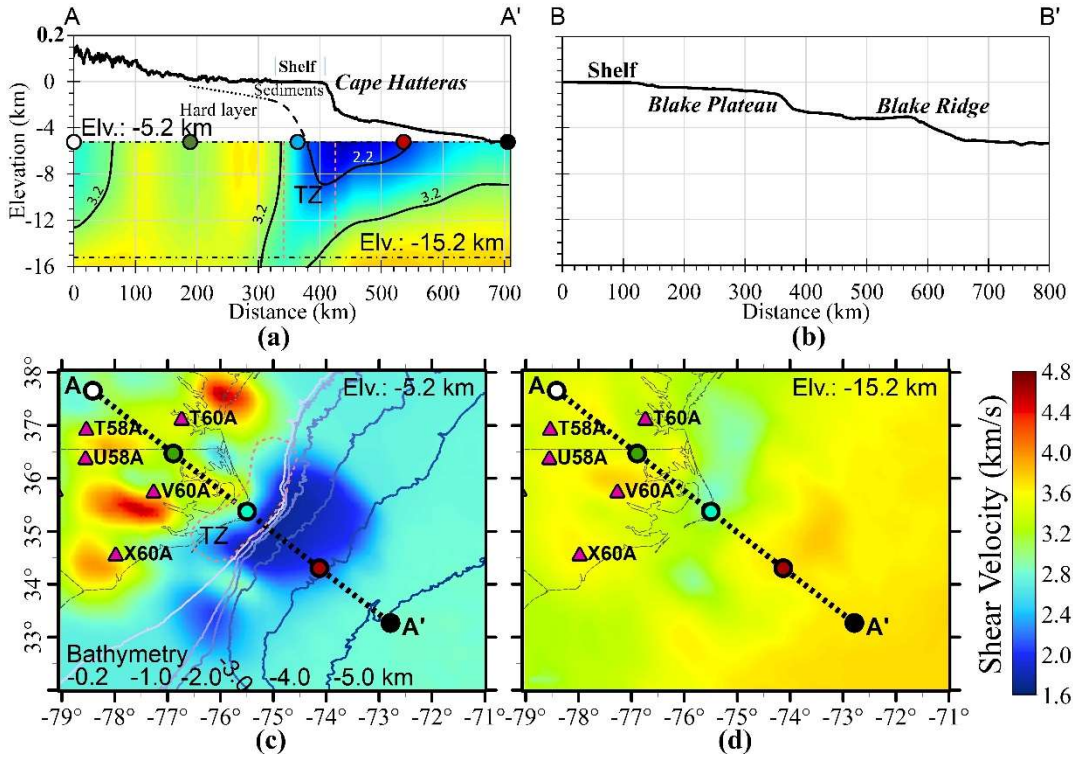 A A'
0.2
0
-4
-8
-12
-16
Elevation (km)
Shelf
Sediments
Cape Hatteras
Hard layer
Elv.: -5.2 km
2.2
TZ
3.2
3.2
3.2
Elv.: -15.2 km
0 100 200 300 400 500 600 700
Distance (km)
(a)
B B'
Shelf
Blake Plateau
Blake Ridge
0 100 200 300 400 500 600 700 800
Distance (km)
(b)
38°
37°
36°
35°
34°
33°
A
Elv.: -5.2 km
T60A
T58A
U58A
V60A
TZ
X60A
A'
Bathymetry
-0.2 -1.0 -2.0 -3.0 -4.0 -5.0 km
-79° -78° -77° -76° -75° -74° -73° -72° -71°
(c)
A
Elv.: -15.2 km
T60A
T58A
U58A
V60A
X60A
A'
-79° -78° -77° -76° -75° -74° -73° -72° -71°
(d)
Shear Velocity (km/s)
4.8
4.4
4.0
3.6
3.2
2.8
2.4
2.0
1.6